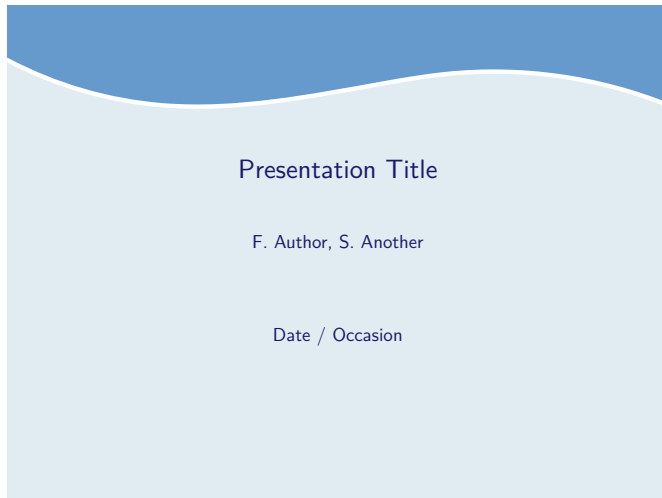 Presentation Title
F. Author, S. Another
Date / Occasion